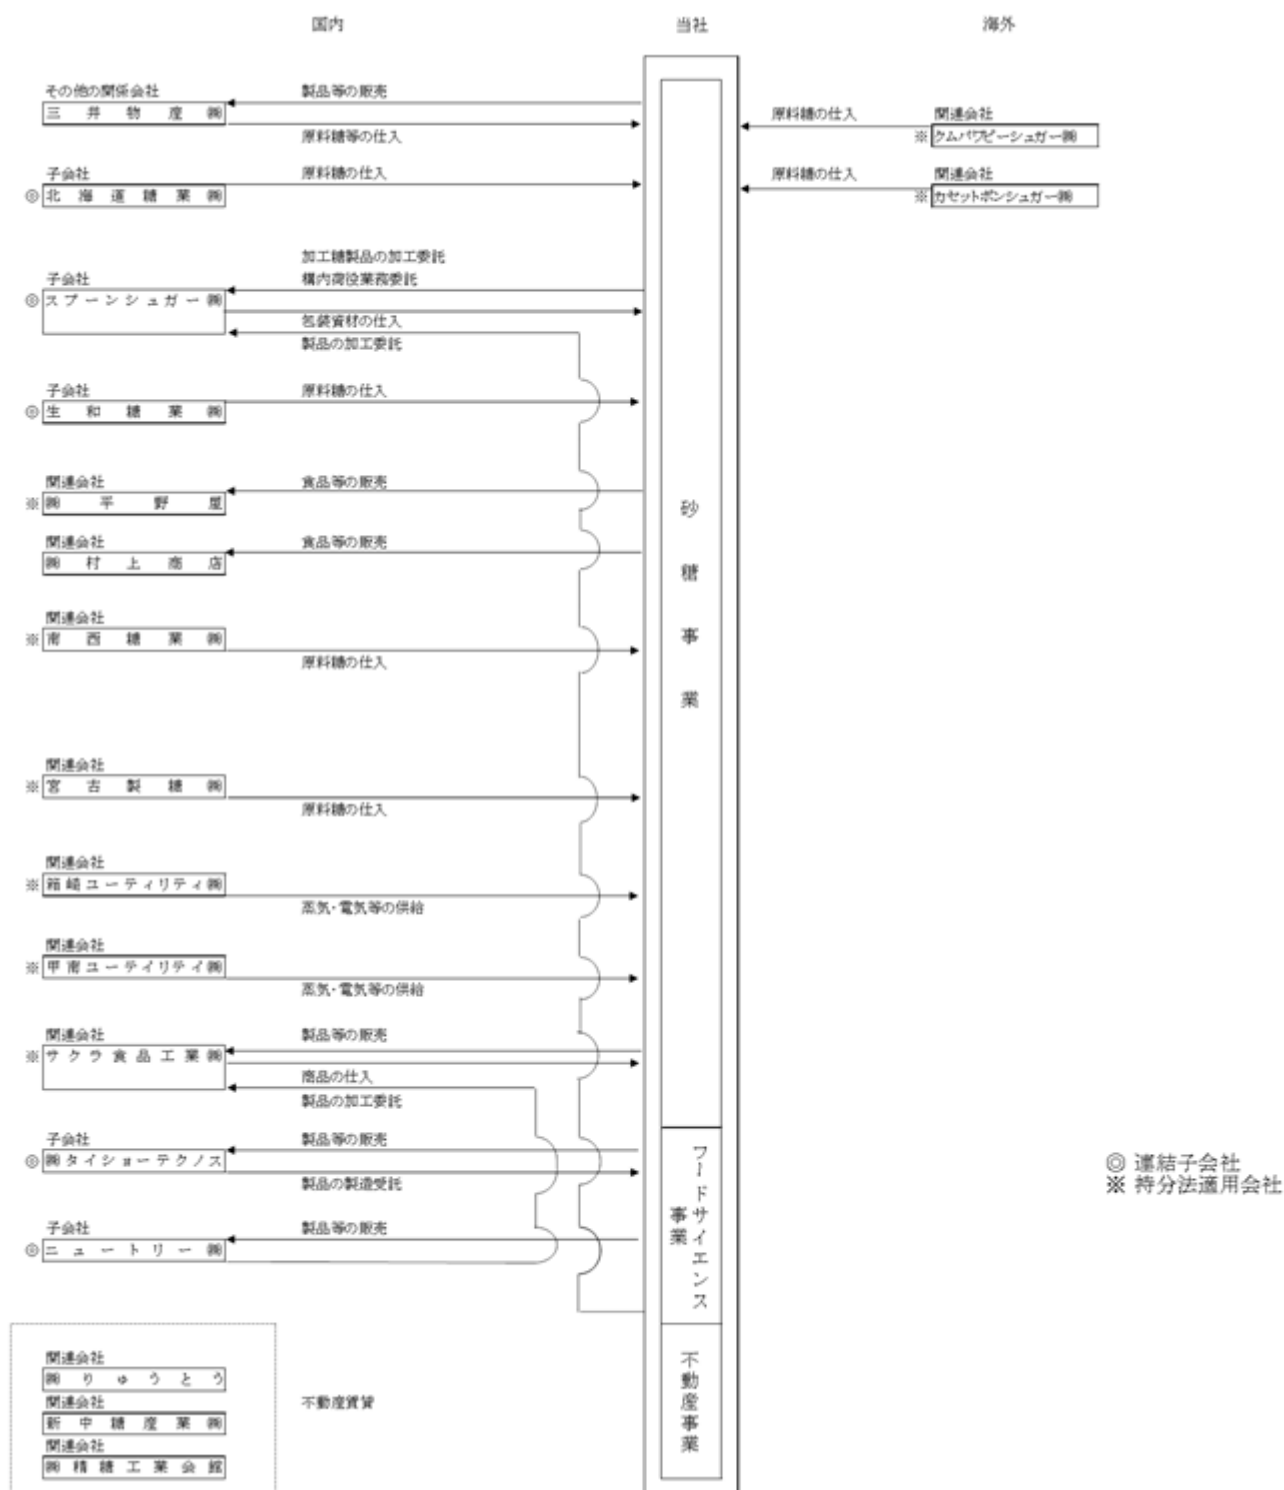 国内
当社
海外
その他の関係会社
三井物産㈱
製品等の販売
原料糖等の仕入
原料糖の仕入
関連会社
※クムパワピーシュガー㈱
子会社
◎北海道糖業㈱
原料糖の仕入
原料糖の仕入
関連会社
※カセットポンシュガー㈱
加工糖製品の加工委託
構内荷役業務委託
子会社
◎スプーンシュガー㈱
包装資材の仕入
製品の加工委託
子会社
◎生和糖業㈱
原料糖の仕入
関連会社
※㈱平野屋
食品等の販売
関連会社
㈱村上商店
食品等の販売
関連会社
※南西糖業㈱
原料糖の仕入
砂糖事業
関連会社
※宮古製糖㈱
原料糖の仕入
関連会社
※箱崎ユーティリティ㈱
蒸気・電気等の供給
関連会社
※甲南ユーテイリテイ㈱
蒸気・電気等の供給
関連会社
※サクラ食品工業㈱
製品等の販売
商品の仕入
製品の加工委託
子会社
◎㈱タイショーテクノス
製品等の販売
製品の製造受託
子会社
◎ニュートリー㈱
製品等の販売
フードサイエンス
事業
◎ 連結子会社
※ 持分法適用会社
関連会社
㈱りゅうとう
関連会社
新中糖産業㈱
関連会社
㈱精糖工業会館
不動産賃貸
不動産事業